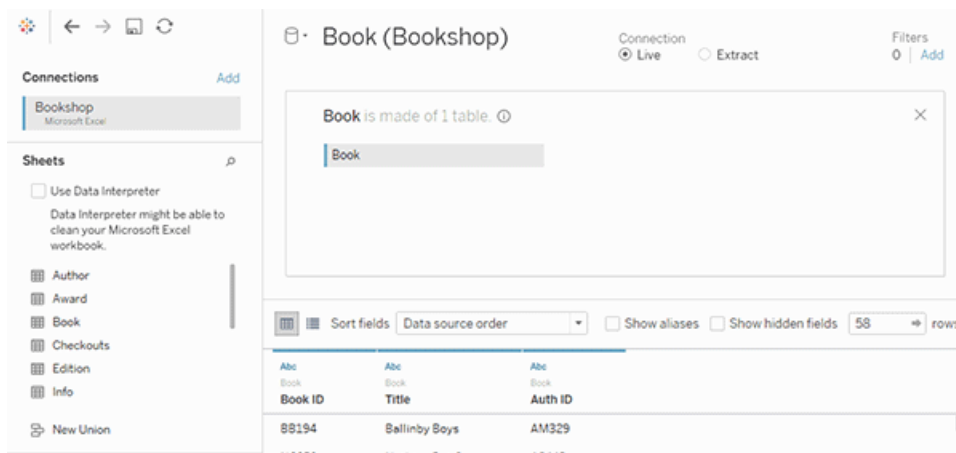 Book (Bookshop)
Connection
Live Extract
Filters
0 | Add
Connections Add
Bookshop
Microsoft Excel
Sheets
Use Data Interpreter
Data Interpreter might be able to
clean your Microsoft Excel
workbook.
Author
Award
Book
Checkouts
Edition
Info
New Union
Book is made of 1 table.
Book
Sort fields Data source order Show aliases Show hidden fields 58 rows
Abc Abc Abc
Book Book Book
Book ID Title Auth ID
BB194 Ballinby Boys AM329